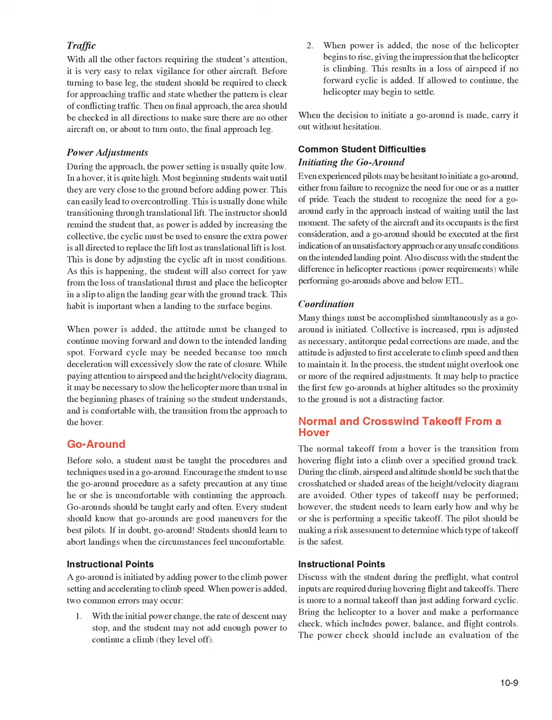 Traffic
With all the other factors requiring the student's attention,
it is very easy to relax vigilance for other aircraft. Before
turning to base leg, the student should be required to check
for approaching traffic and state whether the pattern is clear
of conflicting traffic. Then on final approach, the area should
be checked in all directions to make sure there are no other
aircraft on, or about to turn onto, the final approach leg.
Power Adjustments
During the approach, the power setting is usually quite low.
In a hover, it is quite high. Most beginning students wait until
they are very close to the ground before adding power. This
can easily lead to overcontrolling. This is usually done while
transitioning through translational lift. The instructor should
remind the student that, as power is added by increasing the
collective, the cyclic must be used to ensure the extra power
is all directed to replace the lift lost as translational lift is lost.
This is done by adjusting the cyclic aft in most conditions.
As this is happening, the student will also correct for yaw
from the loss of translational thrust and place the helicopter
in a slip to align the landing gear with the ground track. This
habit is important when a landing to the surface begins.
When power is added, the attitude must be changed to
continue moving forward and down to the intended landing
spot. Forward cycle may be needed because too much
deceleration will excessively slow the rate of closure. While
paying attention to airspeed and the height/velocity diagram,
it may be necessary to slow the helicopter more than usual in
the beginning phases of training so the student understands,
and is comfortable with, the transition from the approach to
the hover.
Go-Around
Before solo, a student must be taught the procedures and
techniques used in a go-around. Encourage the student to use
the go-around procedure as a safety precaution at any time
he or she is uncomfortable with continuing the approach.
Go-arounds should be taught early and often. Every student
should know that go-arounds are good maneuvers for the
best pilots. If in doubt, go-around! Students should learn to
abort landings when the circumstances feel uncomfortable.
Instructional Points
A go-around is initiated by adding power to the climb power
setting and accelerating to climb speed. When power is added,
two common errors may occur:
1. With the initial power change, the rate of descent may
stop, and the student may not add enough power to
continue a climb (they level off).
2. When power is added, the nose of the helicopter
begins to rise, giving the impression that the helicopter
is climbing. This results in a loss of airspeed if no
forward cyclic is added. If allowed to continue, the
helicopter may begin to settle.
When the decision to initiate a go-around is made, carry it
out without hesitation.
Common Student Difficulties
Initiating the Go-Around
Even experienced pilots may be hesitant to initiate a go-around,
either from failure to recognize the need for one or as a matter
of pride. Teach the student to recognize the need for a go-
around early in the approach instead of waiting until the last
moment. The safety of the aircraft and its occupants is the first
consideration, and a go-around should be executed at the first
indication of an unsatisfactory approach or any unsafe conditions
on the intended landing point. Also discuss with the student the
difference in helicopter reactions (power requirements) while
performing go-arounds above and below ETL.
Coordination
Many things must be accomplished simultaneously as a go-
around is initiated. Collective is increased, rpm is adjusted
as necessary, antitorque pedal corrections are made, and the
attitude is adjusted to first accelerate to climb speed and then
to maintain it. In the process, the student might overlook one
or more of the required adjustments. It may help to practice
the first few go-arounds at higher altitudes so the proximity
to the ground is not a distracting factor.
Normal and Crosswind Takeoff From a
Hover
The normal takeoff from a hover is the transition from
hovering flight into a climb over a specified ground track.
During the climb, airspeed and altitude should be such that the
crosshatched or shaded areas of the height/velocity diagram
are avoided. Other types of takeoff may be performed;
however, the student needs to learn early how and why he
or she is performing a specific takeoff. The pilot should be
making a risk assessment to determine which type of takeoff
is the safest.
Instructional Points
Discuss with the student during the preflight, what control
inputs are required during hovering flight and takeoffs. There
is more to a normal takeoff than just adding forward cyclic.
Bring the helicopter to a hover and make a performance
check, which includes power, balance, and flight controls.
The power check should include an evaluation of the
10-9